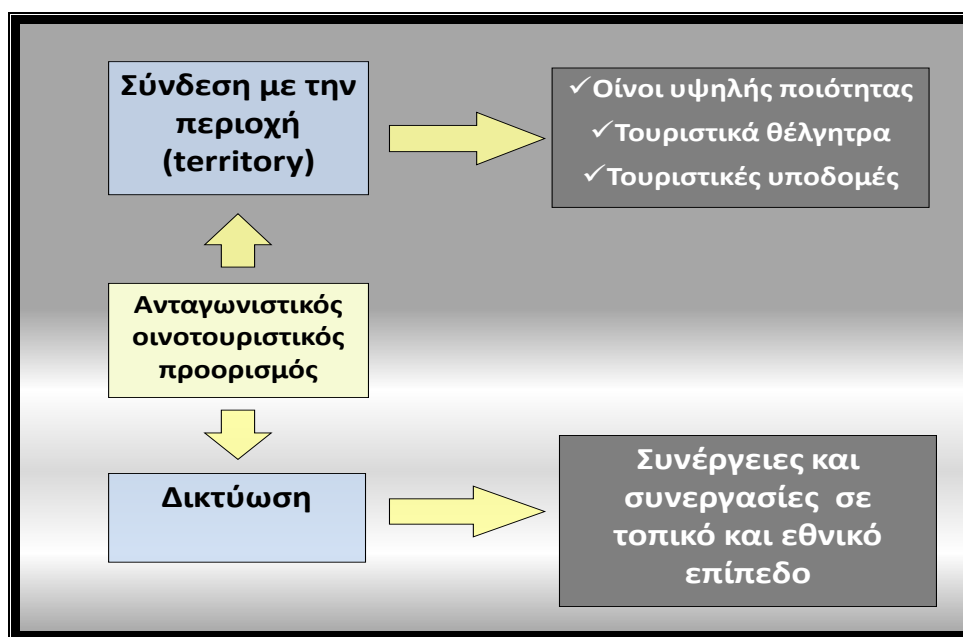 Σύνδεση με την
περιοχή
(territory)
✓Οίνοι υψηλής ποιότητας
✓Τουριστικά θέλγητρα
✓Τουριστικές υποδομές
Ανταγωνιστικός
οινοτουριστικός
προορισμός
Δικτύωση
Συνέργειες και
συνεργασίες σε
τοπικό και εθνικό
επίπεδο